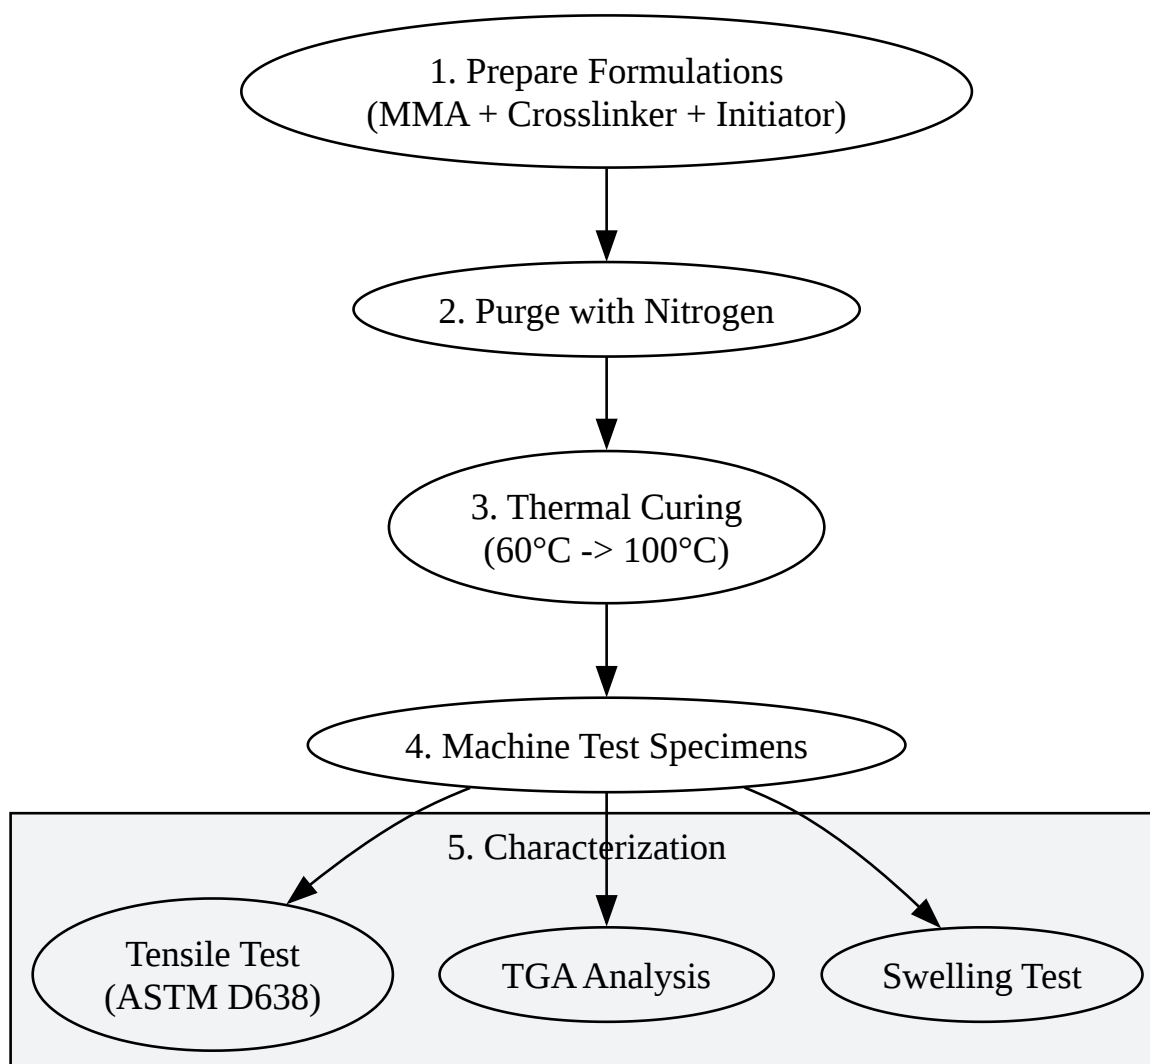 1. Prepare Formulations
(MMA + Crosslinker + Initiator)
2. Purge with Nitrogen
3. Thermal Curing
(60°C -> 100°C)
4. Machine Test Specimens
5. Characterization
Tensile Test
(ASTM D638)
TGA Analysis
Swelling Test